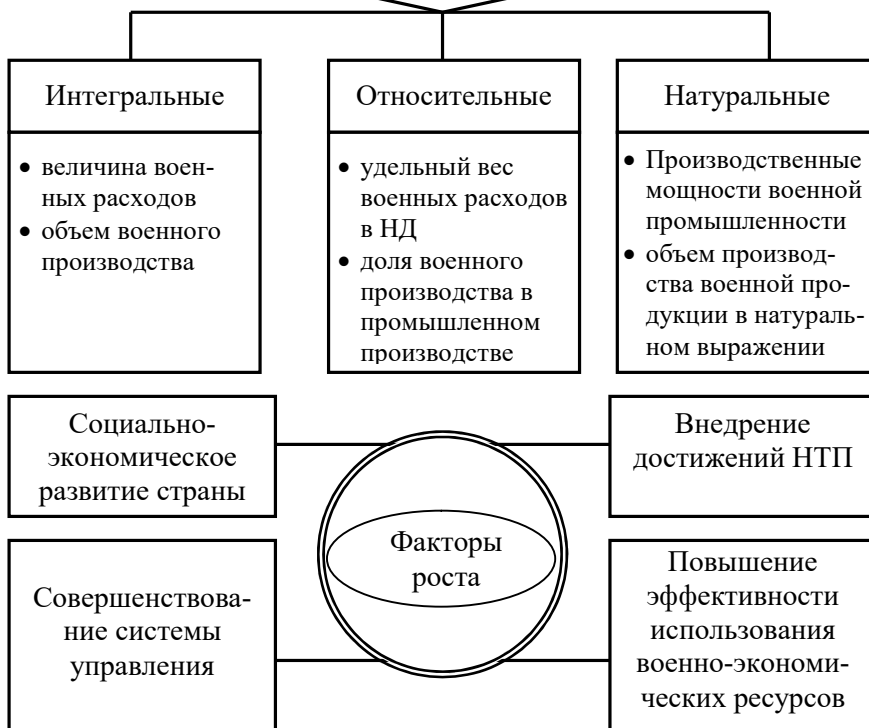 Интегральные
• величина воен-
ных расходов
• объем военного
производства
Относительные
• удельный вес
военных расходов
в НД
• доля военного
производства в
промышленном
производстве
Натуральные
• Производственные
мощности военной
промышленности
• объем производ-
ства военной про-
дукции в натураль-
ном выражении
Социально-
экономическое
развитие страны
Внедрение
достижений НТП
Факторы
роста
Совершенствова-
ние системы
управления
Повышение
эффективности
использования
военно-экономи-
ческих ресурсов